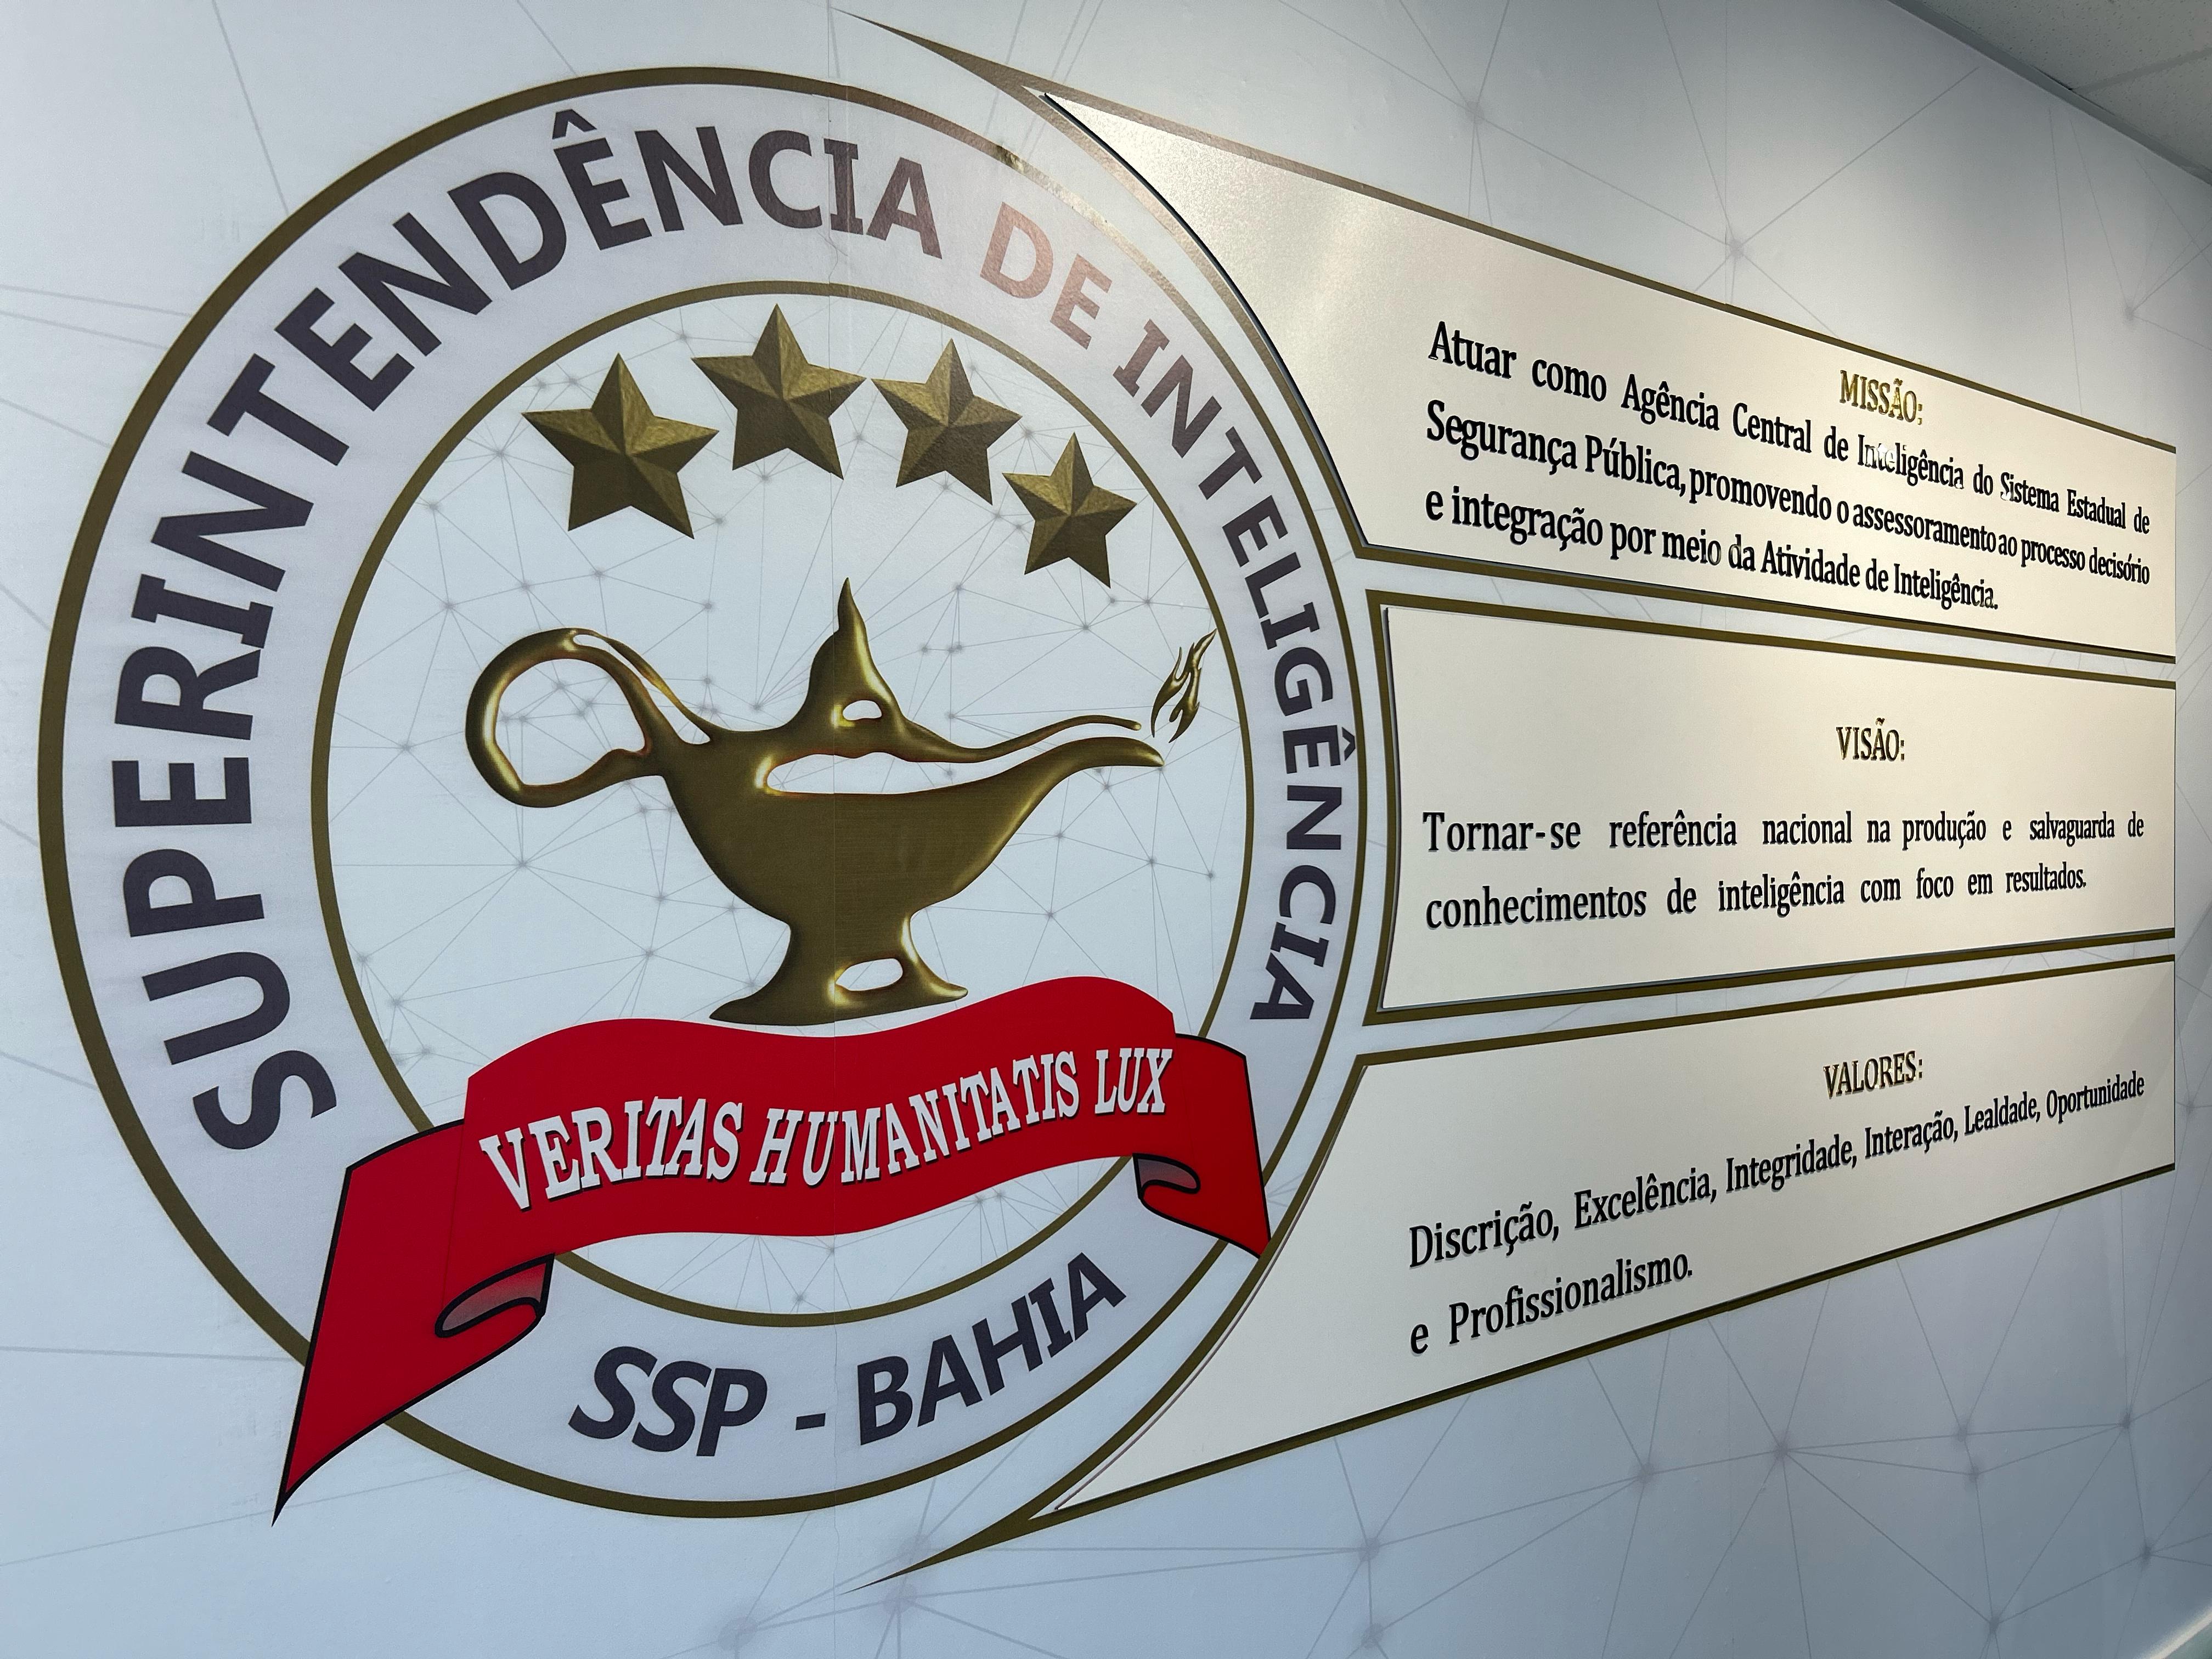 SUPERINTENDÊNCIA DE INTELIGÊNCIA
VERITAS HUMANITATIS LUX
SSP - BAHIA
MISSÃO:
Atuar como Agência Central de Inteligência do Sistema Estadual de
Segurança Pública, promovendo o assessoramento ao processo decisório
e integração por meio da Atividade de Inteligência.
VISÃO:
Tornar-se referência nacional na produção e salvaguarda de
conhecimentos de inteligência com foco em resultados.
VALORES:
Discrição, Excelência, Integridade, Interação, Lealdade, Oportunidade
e Profissionalismo.